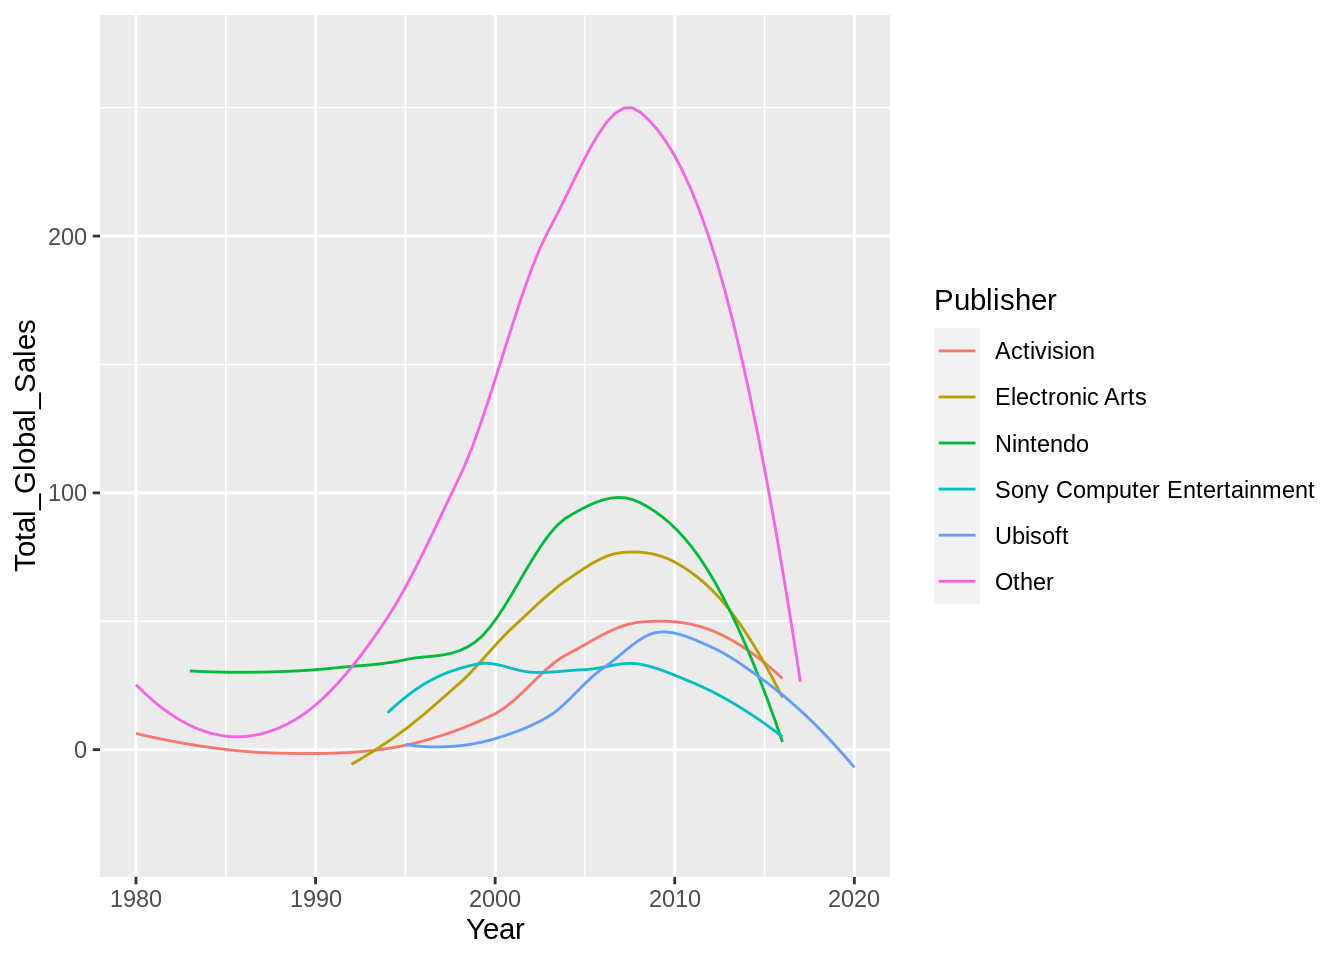 Total_Global_Sales
200
100
0
1980 1990 2000 2010 2020
Year
Publisher
Activision
Electronic Arts
Nintendo
Sony Computer Entertainment
Ubisoft
Other